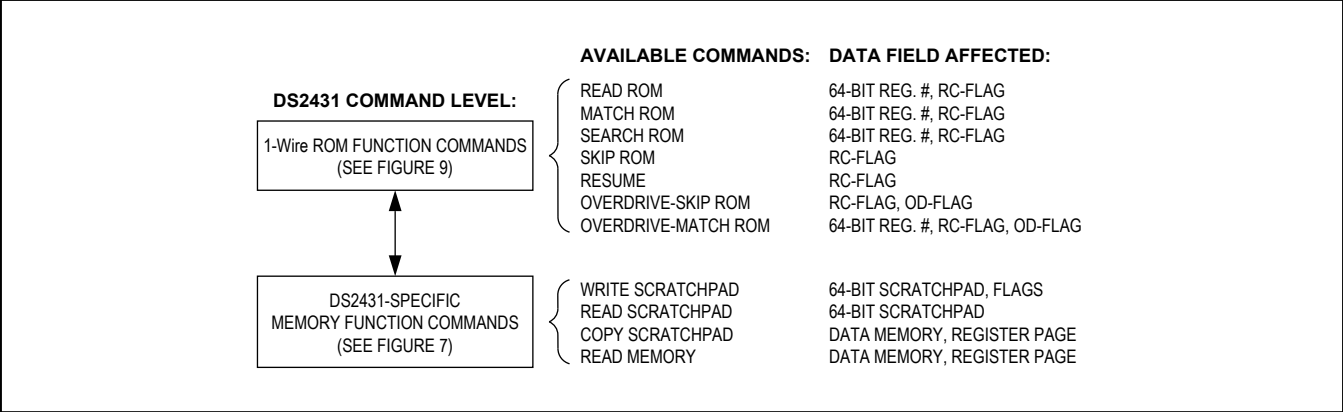 AVAILABLE COMMANDS: DATA FIELD AFFECTED:
DS2431 COMMAND LEVEL:
1-Wire ROM FUNCTION COMMANDS
(SEE FIGURE 9)
READ ROM 64-BIT REG. #, RC-FLAG
MATCH ROM 64-BIT REG. #, RC-FLAG
SEARCH ROM 64-BIT REG. #, RC-FLAG
SKIP ROM RC-FLAG
RESUME RC-FLAG
OVERDRIVE-SKIP ROM RC-FLAG, OD-FLAG
OVERDRIVE-MATCH ROM 64-BIT REG. #, RC-FLAG, OD-FLAG
DS2431-SPECIFIC
MEMORY FUNCTION COMMANDS
(SEE FIGURE 7)
WRITE SCRATCHPAD 64-BIT SCRATCHPAD, FLAGS
READ SCRATCHPAD 64-BIT SCRATCHPAD
COPY SCRATCHPAD DATA MEMORY, REGISTER PAGE
READ MEMORY DATA MEMORY, REGISTER PAGE